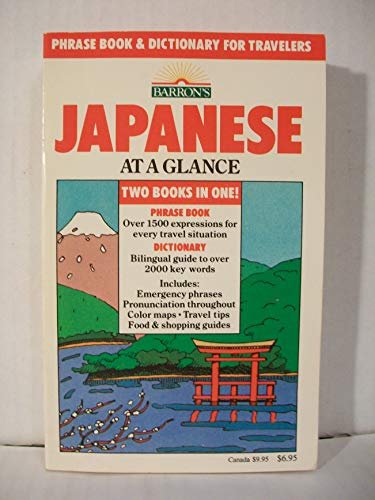 PHRASE BOOK & DICTIONARY FOR TRAVELERS
BARRON'S
JAPANESE
AT A GLANCE
TWO BOOKS IN ONE!
PHRASE BOOK
Over 1500 expressions for
every travel situation
DICTIONARY
Bilingual guide to over
2000 key words
Includes:
Emergency phrases
Pronunciation throughout
Color maps • Travel tips
Food & shopping guides
Canada $9.95 $6.95